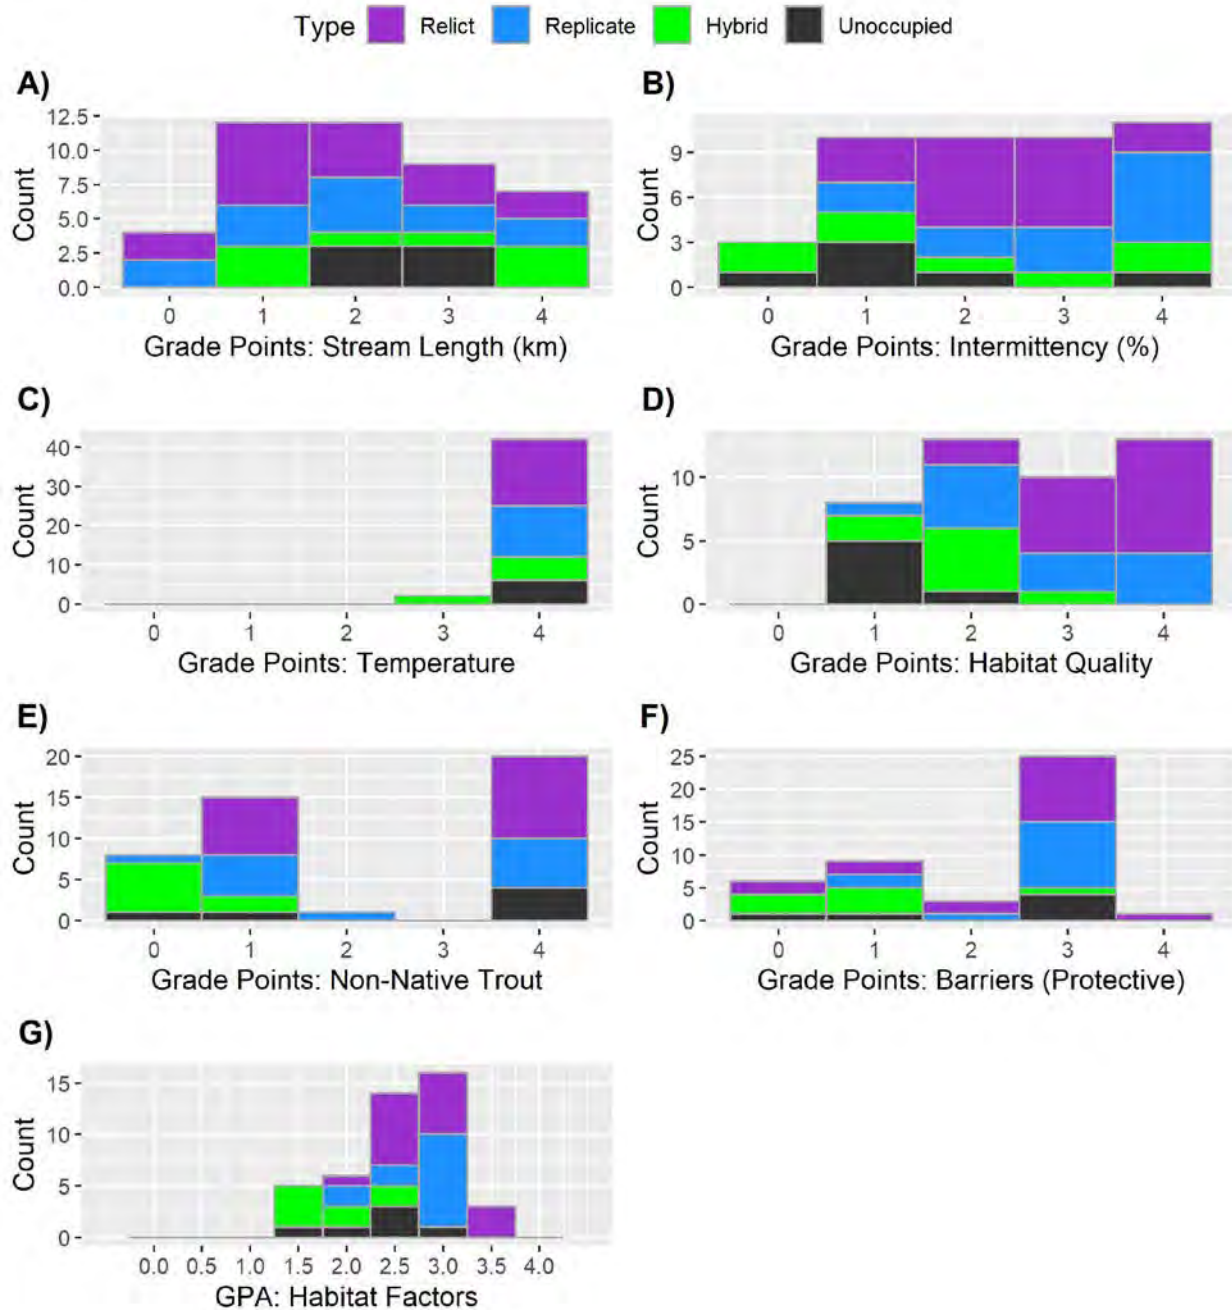 Type Relict Replicate Hybrid Unoccupied
A)
12.5
10.0
7.5
5.0
2.5
0.0
Count
0 1 2 3 4
Grade Points: Stream Length (km)
B)
9
6
3
0
Count
0 1 2 3 4
Grade Points: Intermittency (%)
C)
40
30
20
10
0
Count
0 1 2 3 4
Grade Points: Temperature
D)
10
5
0
Count
0 1 2 3 4
Grade Points: Habitat Quality
E)
20
15
10
5
0
Count
0 1 2 3 4
Grade Points: Non-Native Trout
F)
25
20
15
10
5
0
Count
0 1 2 3 4
Grade Points: Barriers (Protective)
G)
15
10
5
0
Count
0.0 0.5 1.0 1.5 2.0 2.5 3.0 3.5 4.0
GPA: Habitat Factors